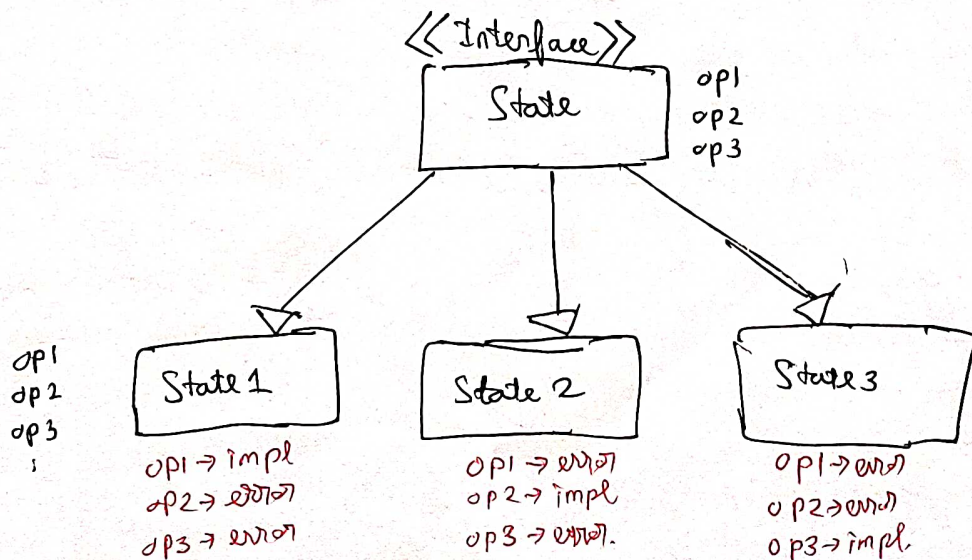 <<Interface>>
State
op1
op2
op3
op1
op2
op3
:
State 1
op1 → impl
op2 → error
op3 → error
State 2
op1 → error
op2 → impl
op3 → error.
State 3
op1 → error
op2 → error
op3 → impl.